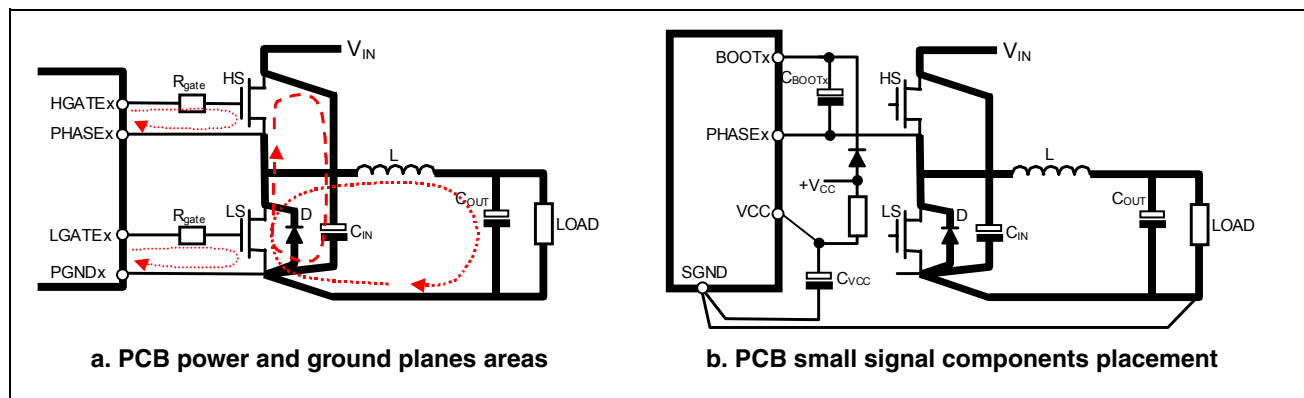 VIN
Rgate
HS
HGATEx
PHASEx
L
Rgate
LS
D
COUT
LOAD
LGATEx
CIN
PGNDx
a. PCB power and ground planes areas
BOOTx
VIN
CBOOTx
HS
PHASEx
L
+VCC
VCC
LS
D
COUT
LOAD
CIN
SGND
CVCC
b. PCB small signal components placement